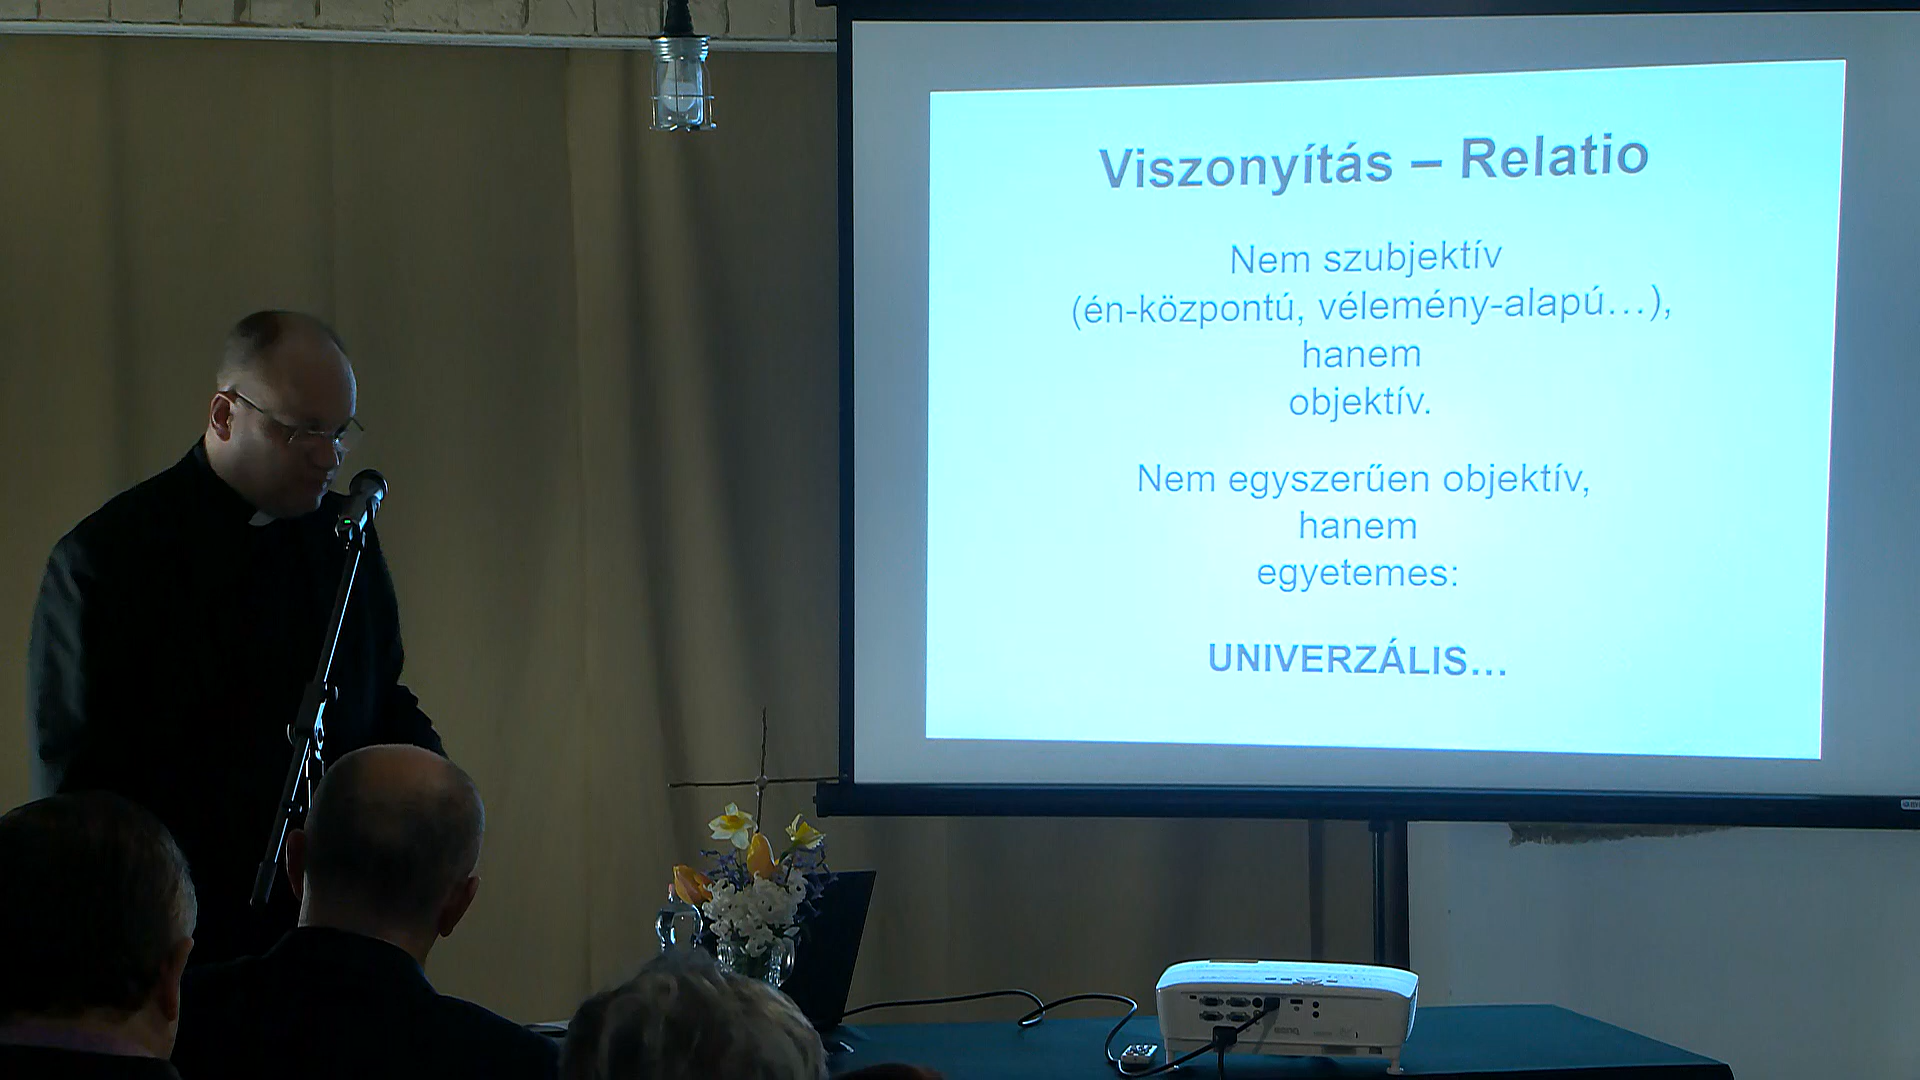 Viszonyítás – Relatio
Nem szubjektív
(én-központú, vélemény-alapú…),
hanem
objektív.
Nem egyszerűen objektív,
hanem
egyetemes:
UNIVERZÁLIS…